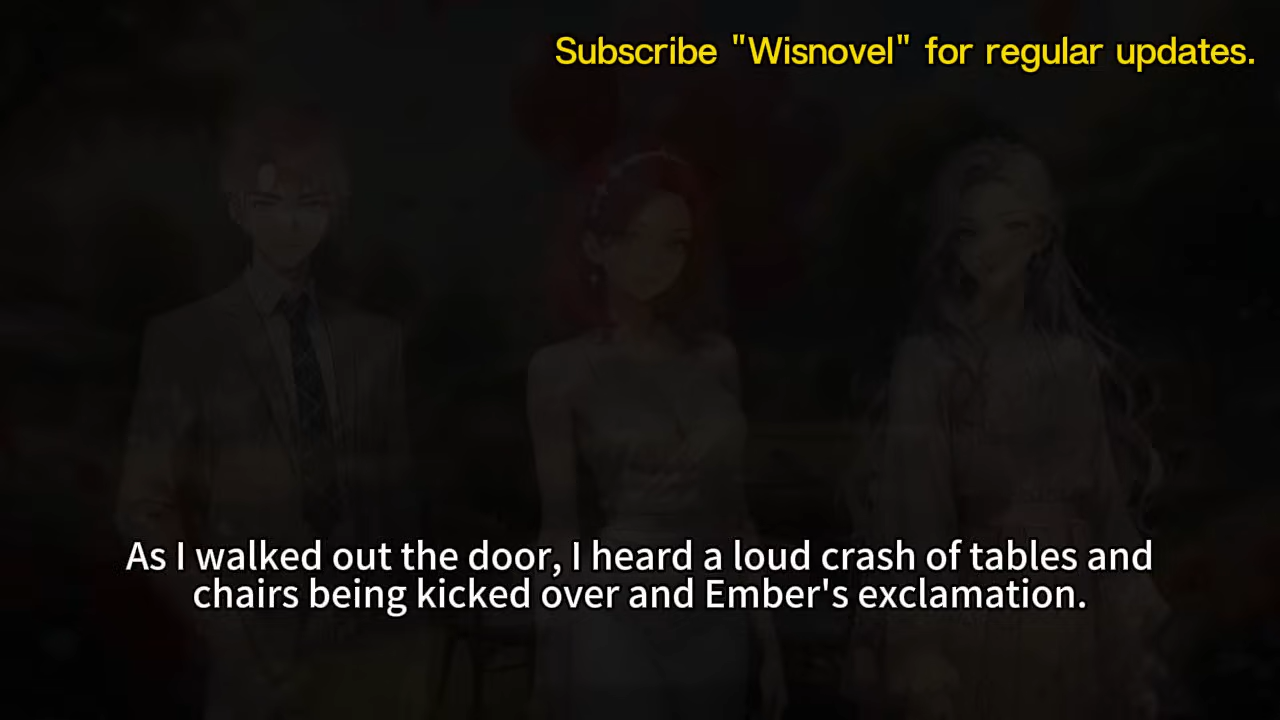 Subscribe "Wisnovel" for regular updates.
As I walked out the door, I heard a loud crash of tables and
chairs being kicked over and Ember's exclamation.